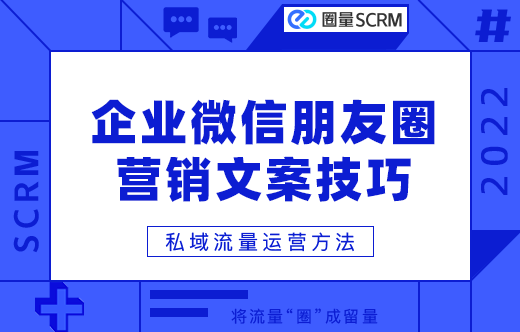 圈量SCRM
#
企业微信朋友圈
营销文案技巧
私域流量运营方法
SCRM
2022
将流量“圈”成留量